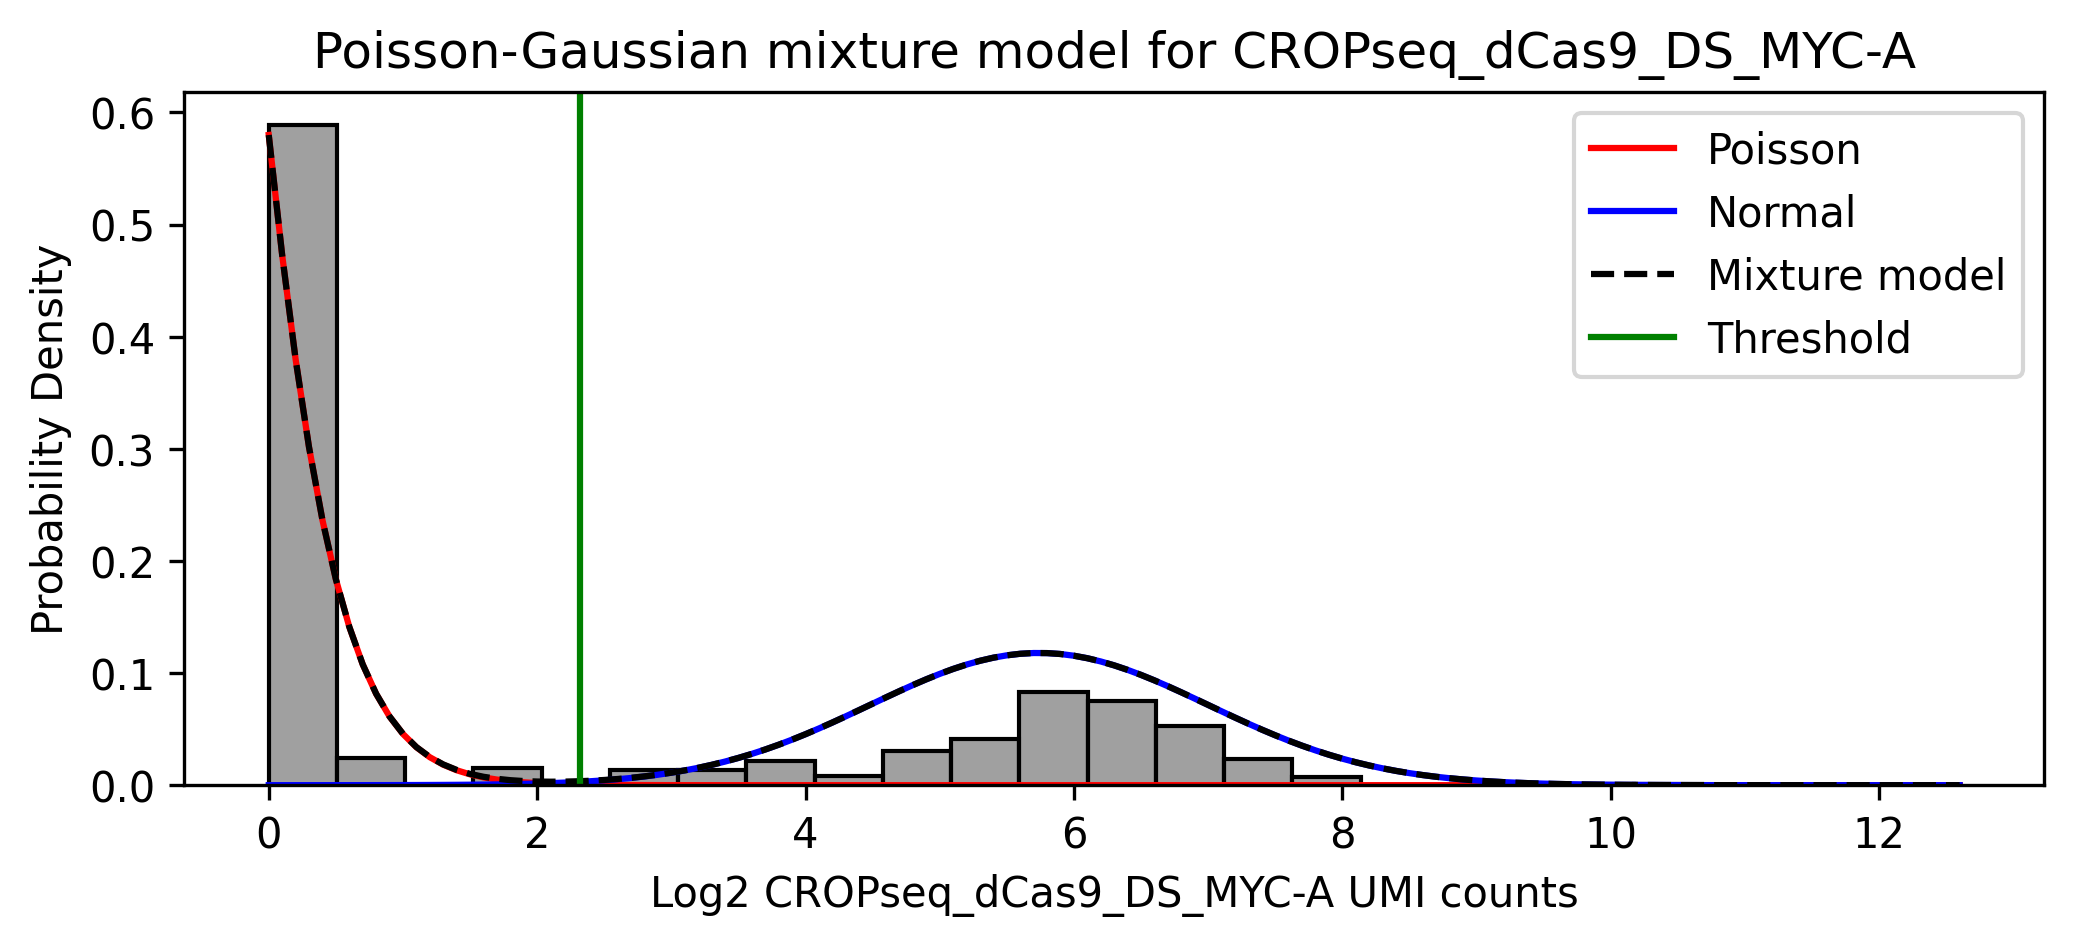 Poisson-Gaussian mixture model for CROPseq_dCas9_DS_MYC-A
Probability Density
0.6
0.5
0.4
0.3
0.2
0.1
0.0
Poisson
Normal
Mixture model
Threshold
0 2 4 6 8 10 12
Log2 CROPseq_dCas9_DS_MYC-A UMI counts